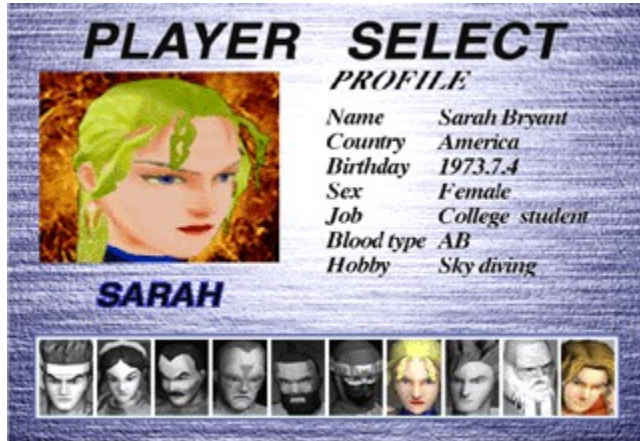 PLAYER SELECT
PROFILE
Name Sarah Bryant
Country America
Birthday 1973.7.4
Sex Female
Job College student
Blood type AB
Hobby Sky diving
SARAH